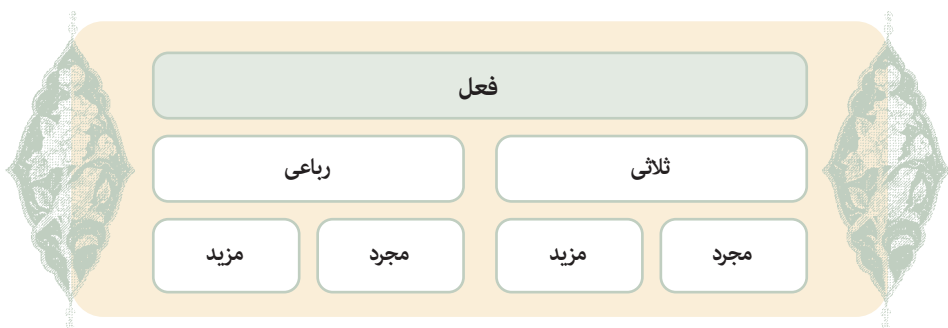 فعل
ثلاثی رباعی
مجرد مزید مجرد مزید